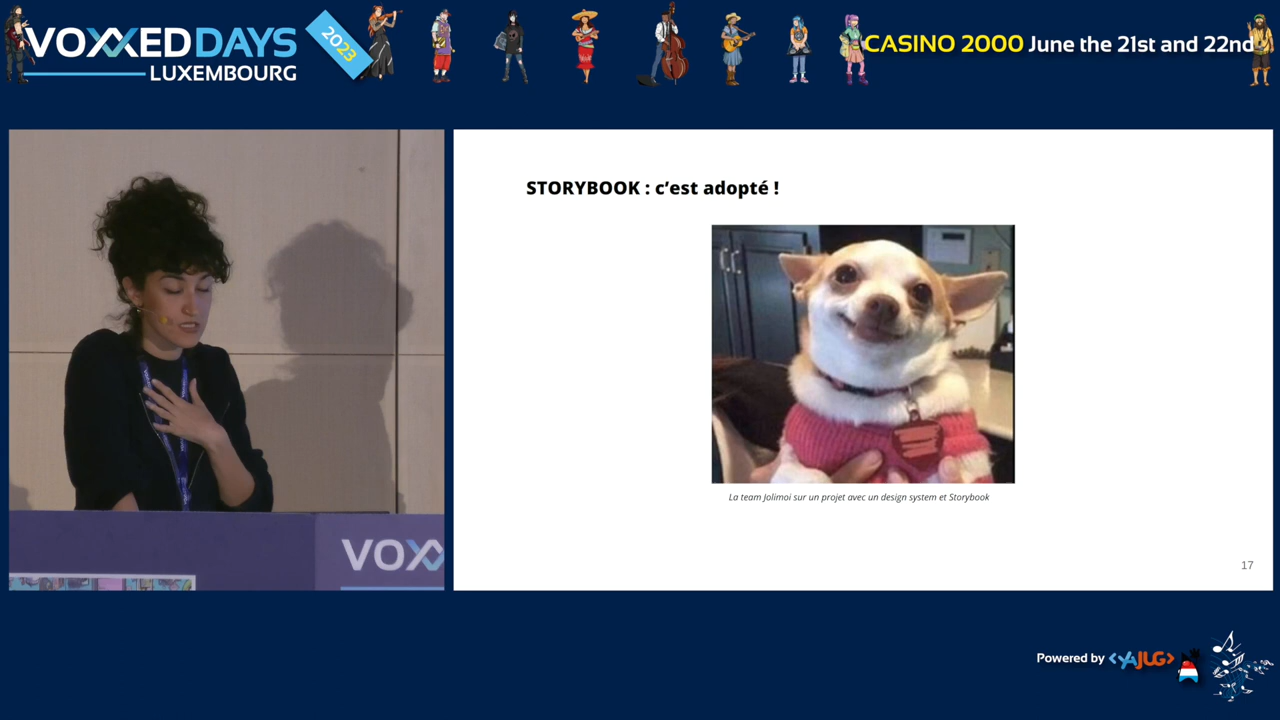 VOXXED DAYS
LUXEMBOURG
2023
CASINO 2000 June the 21st and 22nd
STORYBOOK : c’est adopté !
La team Jolimoi sur un projet avec un design system et Storybook
17
VOXX
Powered by <YAJUG>